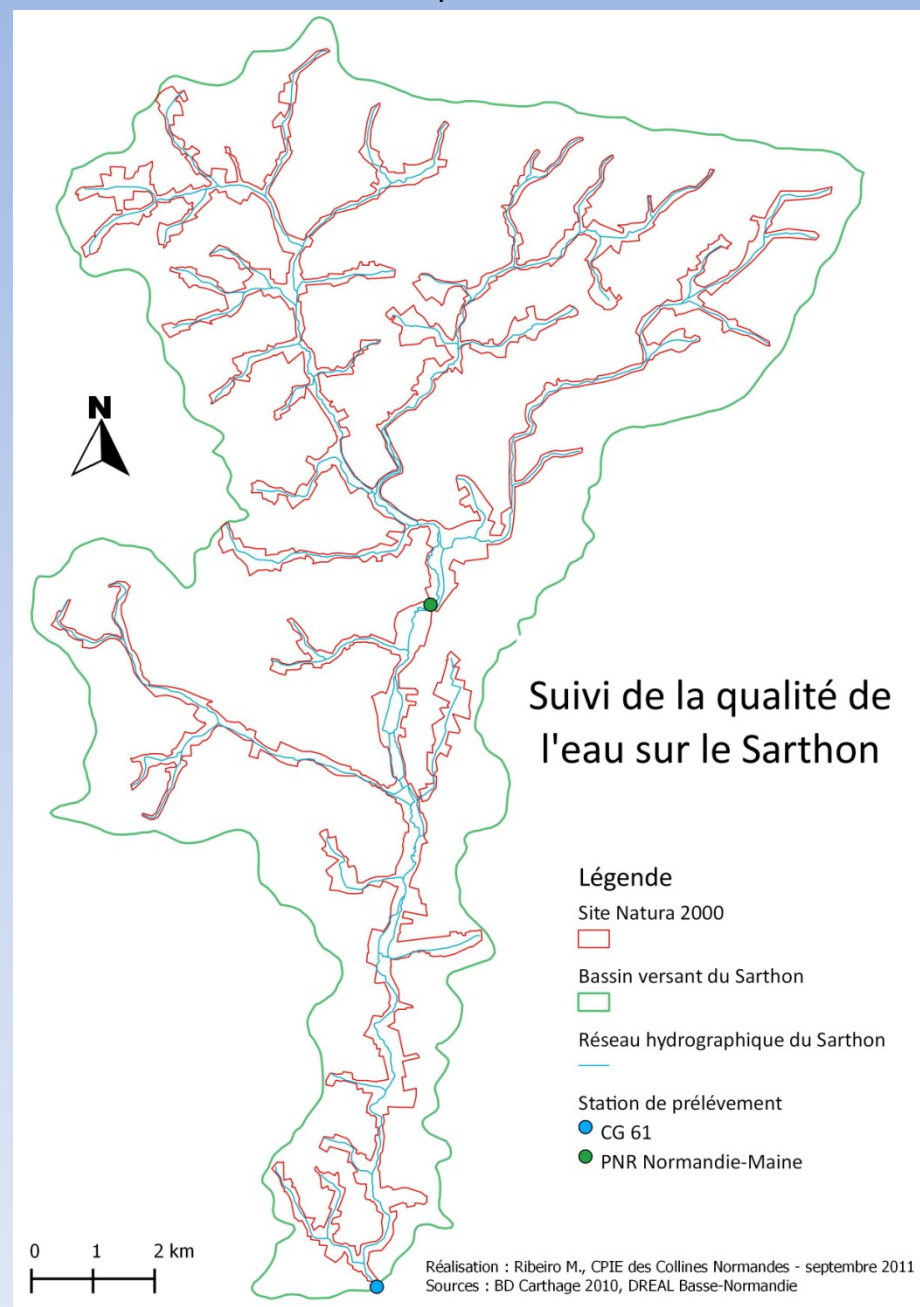 N
Suivi de la qualité de
l'eau sur le Sarthon
Légende
Site Natura 2000
Bassin versant du Sarthon
Réseau hydrographique du Sarthon
Station de prélévement
CG 61
PNR Normandie-Maine
0 1 2 km
Réalisation : Ribeiro M., CPIE des Collines Normandes - septembre 2011
Sources : BD Carthage 2010, DREAL Basse-Normandie